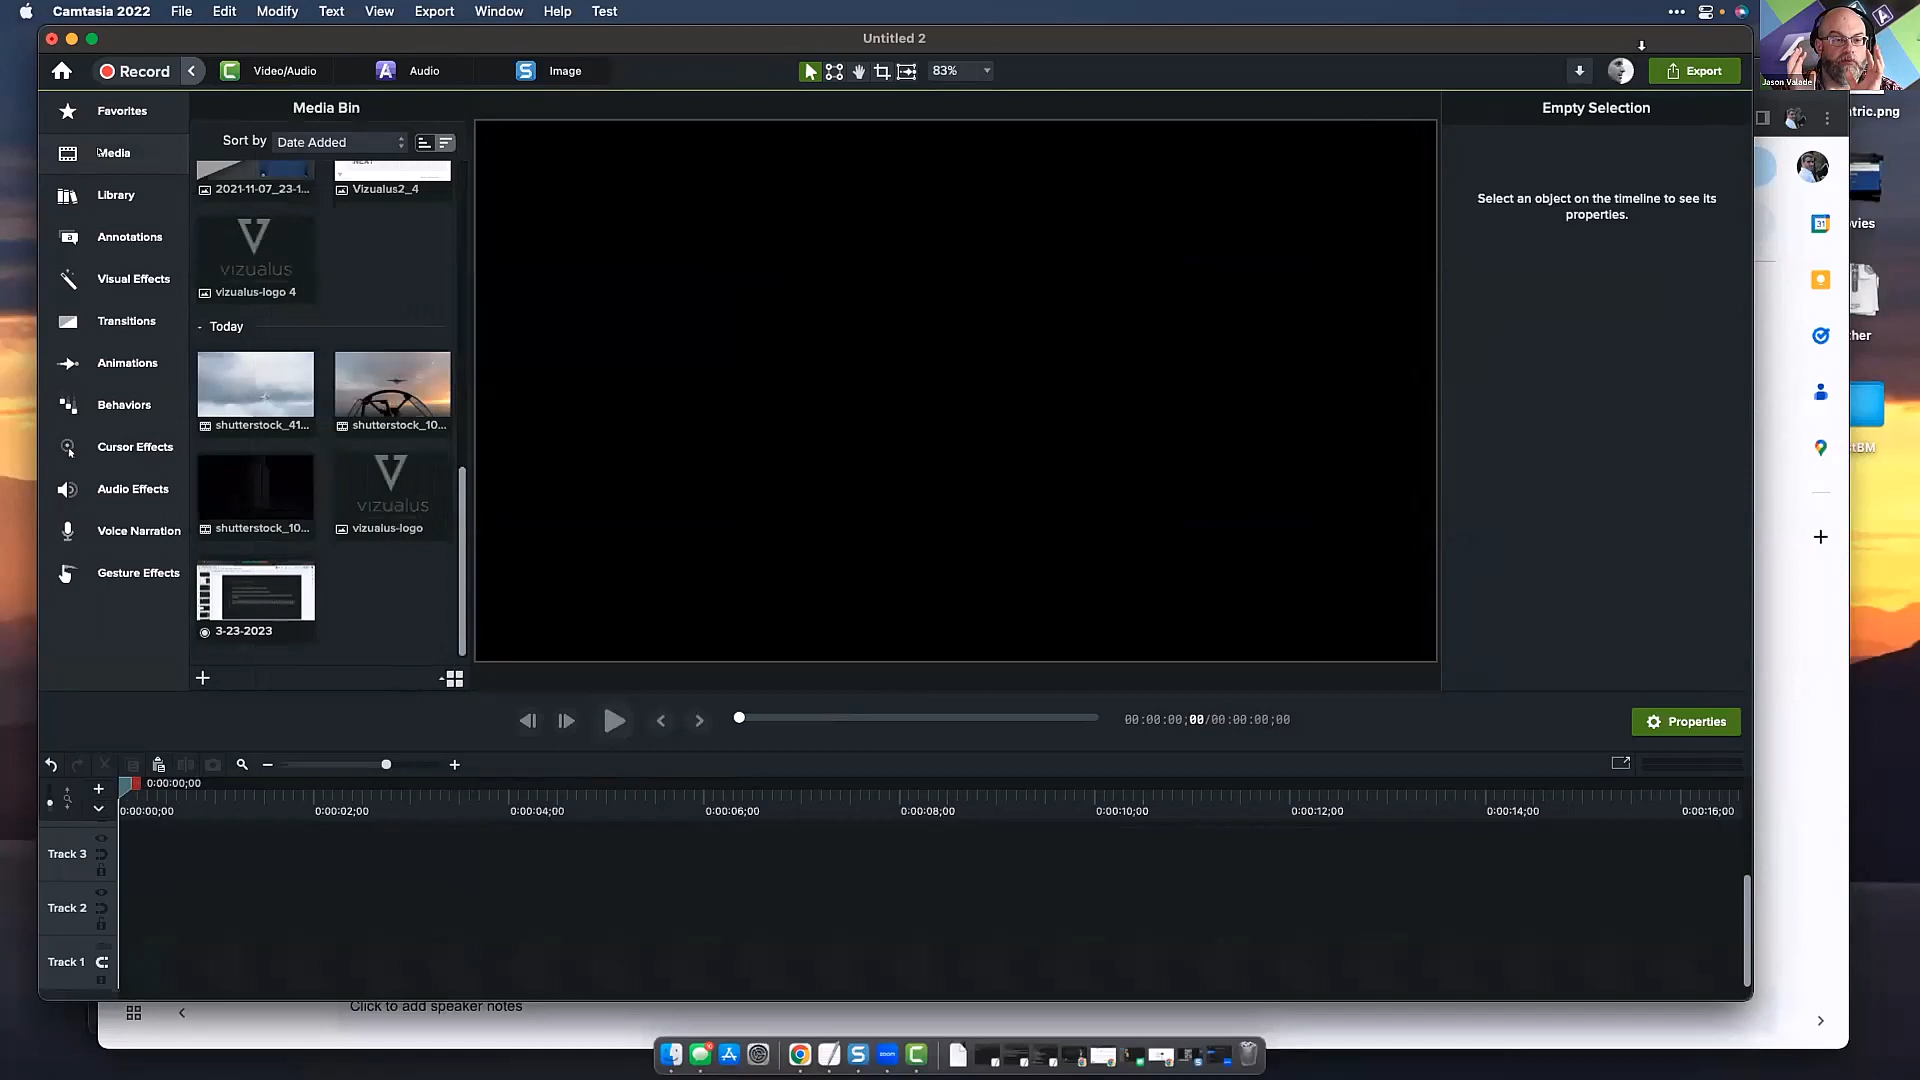 Camtasia 2022 File Edit Modify Text View Export Window Help Test
Untitled 2
Record Video/Audio Audio Image 83% Export
Jason Valade
Favorites
Media
Library
Annotations
Visual Effects
Transitions
Animations
Behaviors
Cursor Effects
Audio Effects
Voice Narration
Gesture Effects
Media Bin
Sort by Date Added
2021-11-07_23-1... Vizualus2_4
vizualus
vizualus-logo 4
- Today
shutterstock_41... shutterstock_10...
vizualus
shutterstock_10... vizualus-logo
3-23-2023
Empty Selection
Select an object on the timeline to see its
properties.
tric.png
31
00:00:00;00/00:00:00;00
Properties
0:00:00;00
0:00:00;00 0:00:02;00 0:00:04;00 0:00:06;00 0:00:08;00 0:00:10;00 0:00:12;00 0:00:14;00 0:00:16;00
Track 3
Track 2
Track 1
Click to add speaker notes
zoom